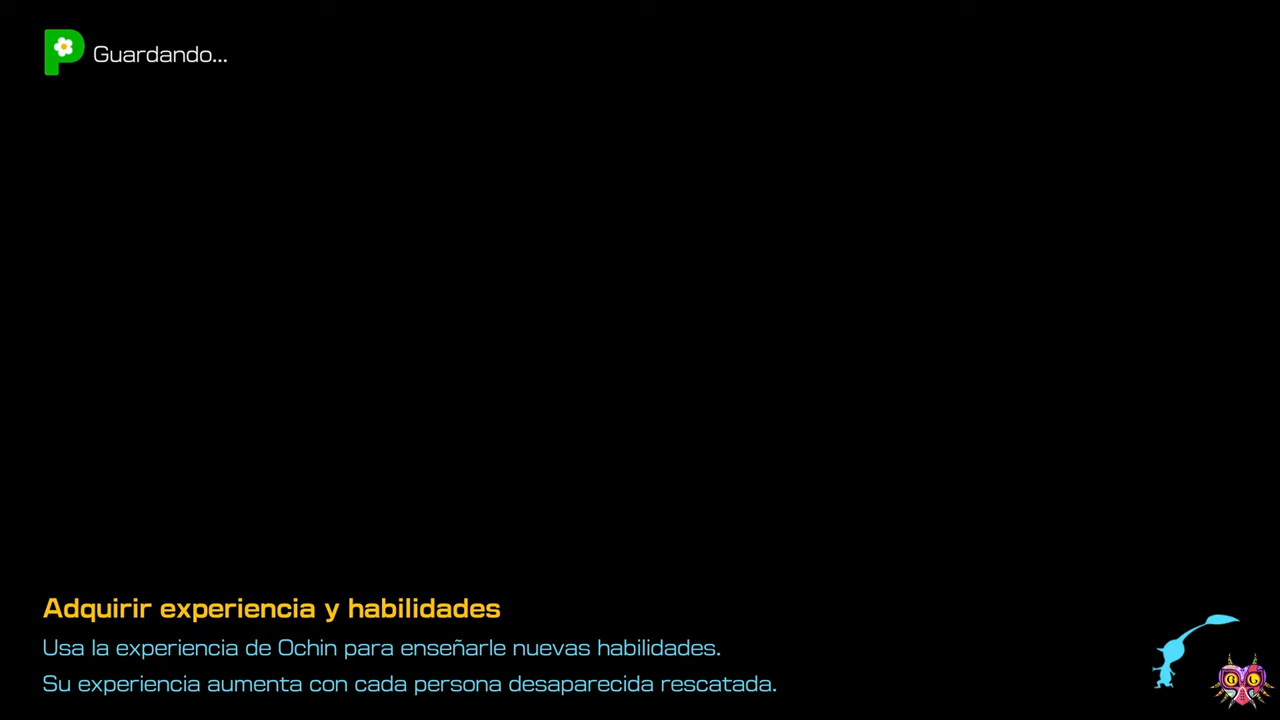 P Guardando...
Adquirir experiencia y habilidades
Usa la experiencia de Ochin para enseñarle nuevas habilidades.
Su experiencia aumenta con cada persona desaparecida rescatada.